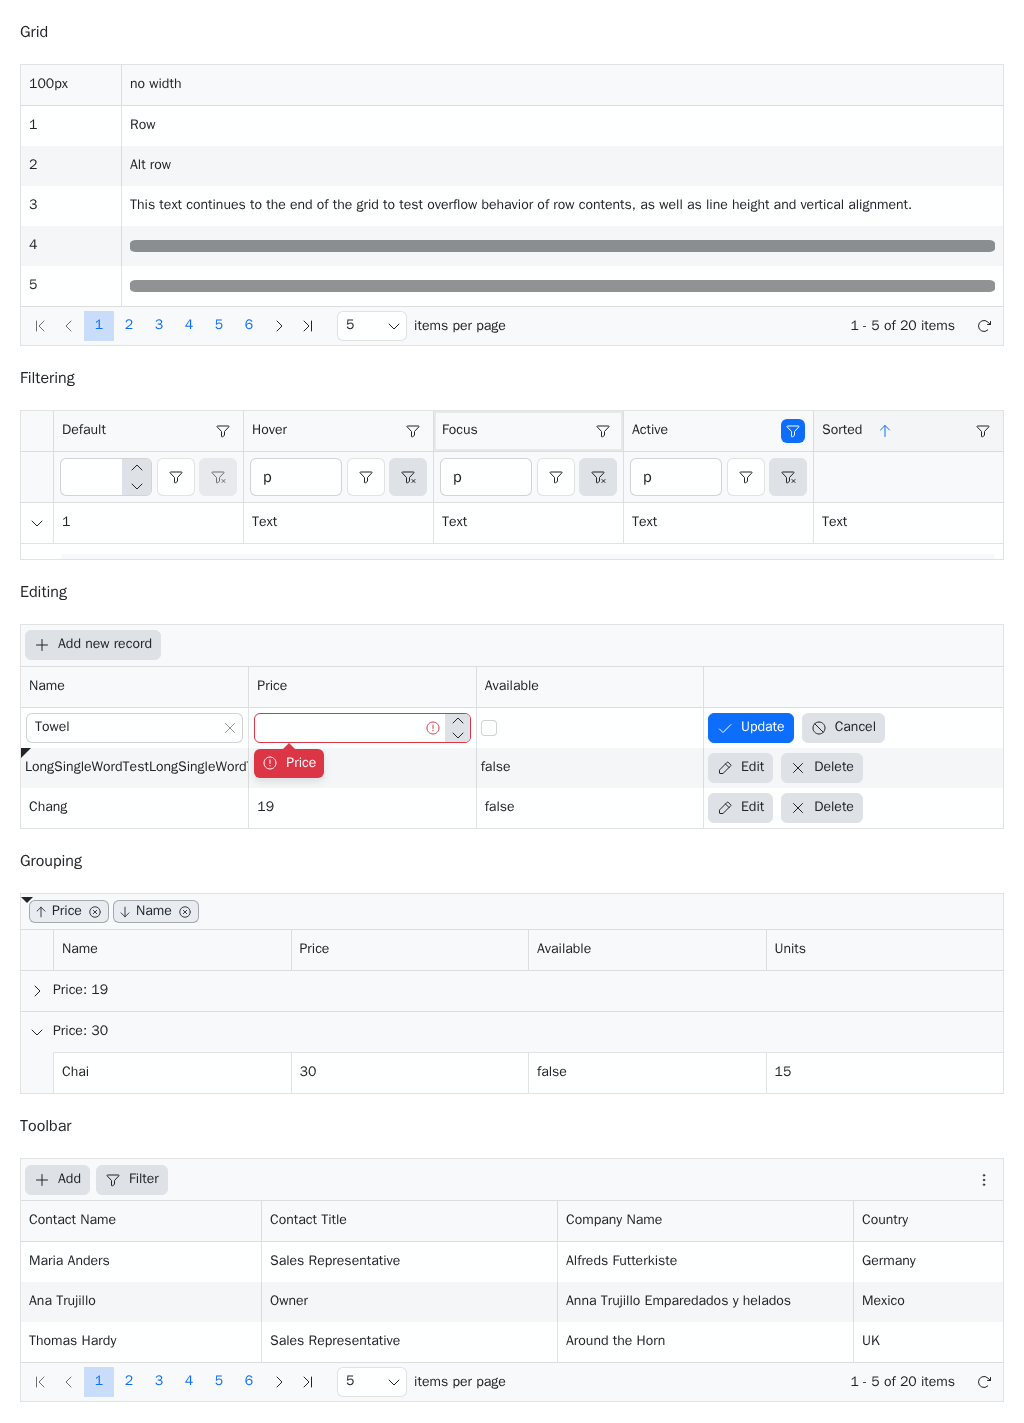 Grid
100px no width
1 Row
2 Alt row
3 This text continues to the end of the grid to test overflow behavior of row contents, as well as line height and vertical alignment.
4
5
1 2 3 4 5 6 5 items per page 1 - 5 of 20 items
Filtering
Default Hover Focus Active Sorted
p p p
1 Text Text Text Text
Editing
Add new record
Name Price Available
Towel Update Cancel
LongSingleWordTestLongSingleWord Price false Edit Delete
Chang 19 false Edit Delete
Grouping
Price Name
Name Price Available Units
Price: 19
Price: 30
Chai 30 false 15
Toolbar
Add Filter
Contact Name Contact Title Company Name Country
Maria Anders Sales Representative Alfreds Futterkiste Germany
Ana Trujillo Owner Anna Trujillo Emparedados y helados Mexico
Thomas Hardy Sales Representative Around the Horn UK
1 2 3 4 5 6 5 items per page 1 - 5 of 20 items